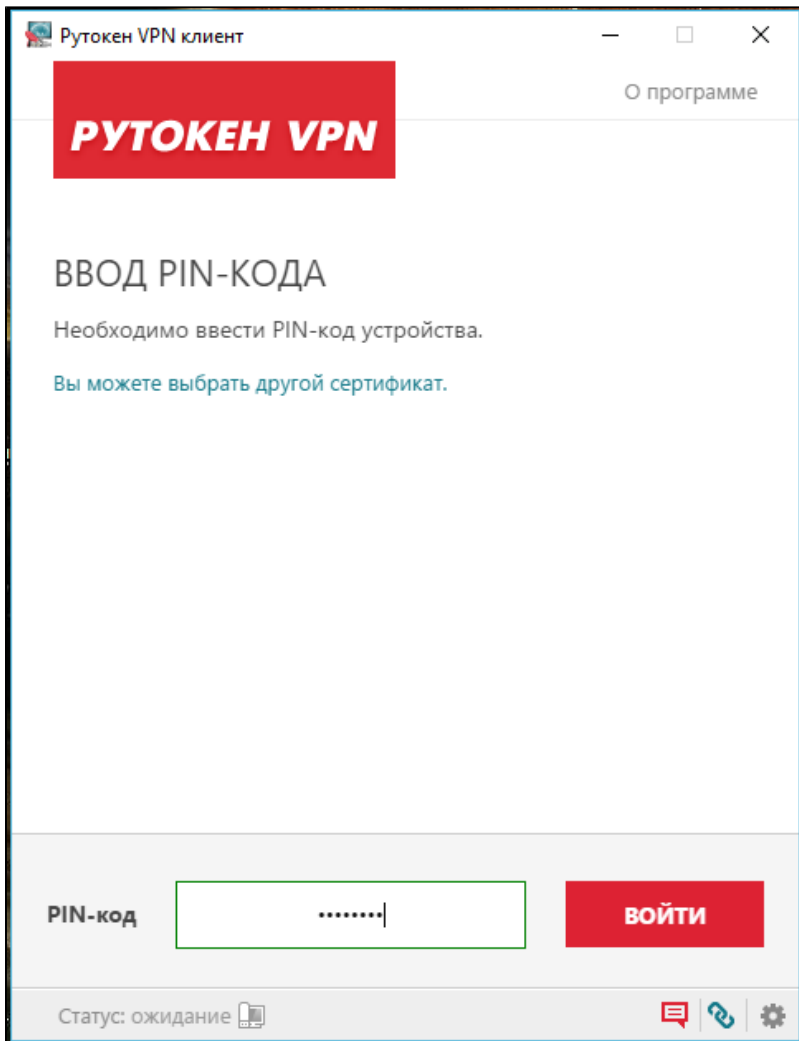 Рутокен VPN клиент
О программе
РУТОКЕН VPN
ВВОД PIN-КОДА
Необходимо ввести PIN-код устройства.
Вы можете выбрать другой сертификат.
PIN-код
••••••••
ВОЙТИ
Статус: ожидание